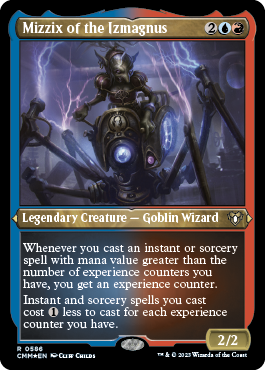 Mizzix of the Izmagnus 2
Legendary Creature — Goblin Wizard
Whenever you cast an instant or sorcery
spell with mana value greater than the
number of experience counters you
have, you get an experience counter.
Instant and sorcery spells you cast
cost 1 less to cast for each experience
counter you have.
2/2
R 0586
CMM★EN Cliff Childs
™ & © 2023 Wizards of the Coast